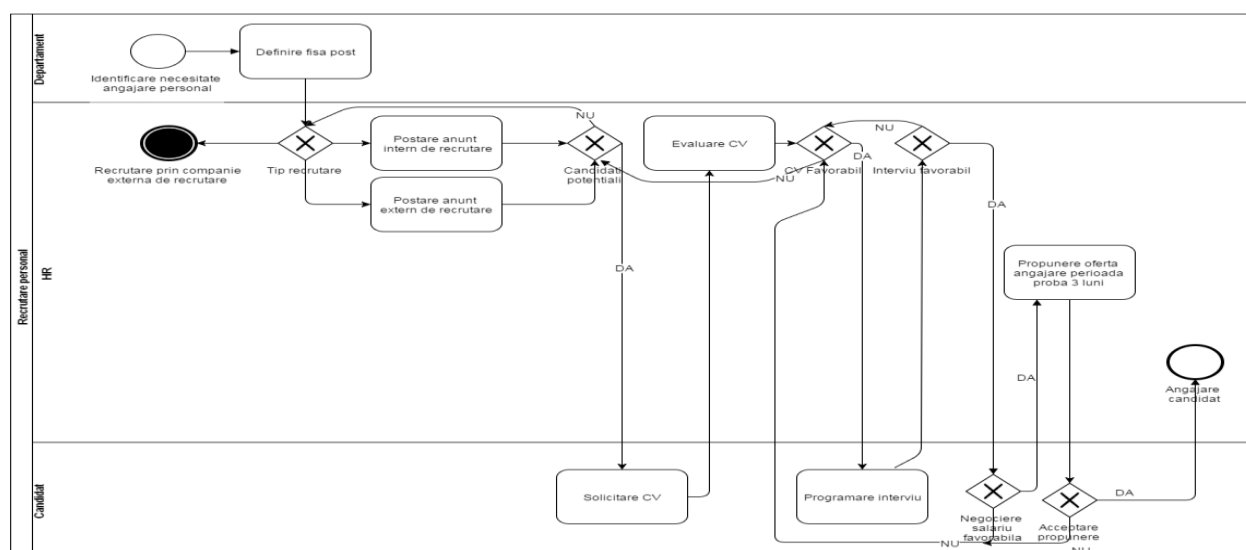 Recrutare personal
Departament
Identificare necesitate
angajare personal
Definire fisa post
HR
Recrutare prin companie
externa de recrutare
Tip recrutare
Postare anunt
intern de recrutare
Postare anunt
extern de recrutare
NU
Candidati
potentiali
DA
Evaluare CV
NU
CV Favorabil
DA
NU
Interviu favorabil
DA
Propunere oferta
angajare perioada
proba 3 luni
DA
Angajare
candidat
Candidat
Solicitare CV
Programare interviu
Negociere
salariu
favorabila
NU
Acceptare
propunere
DA
NU